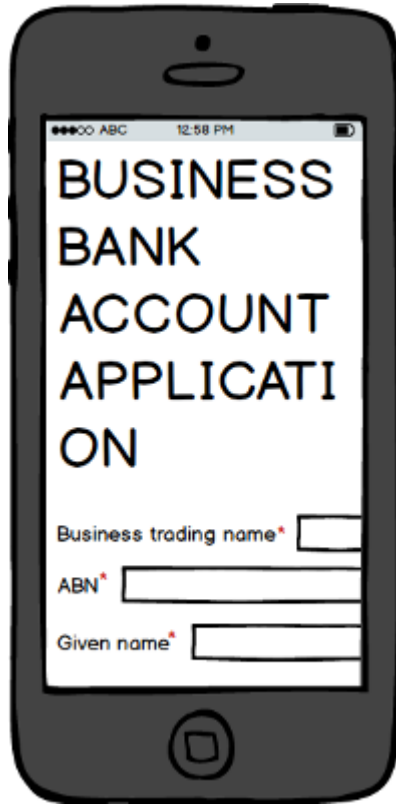 ABC 12:58 PM
BUSINESS
BANK
ACCOUNT
APPLICATI
ON
Business trading name*
ABN*
Given name*